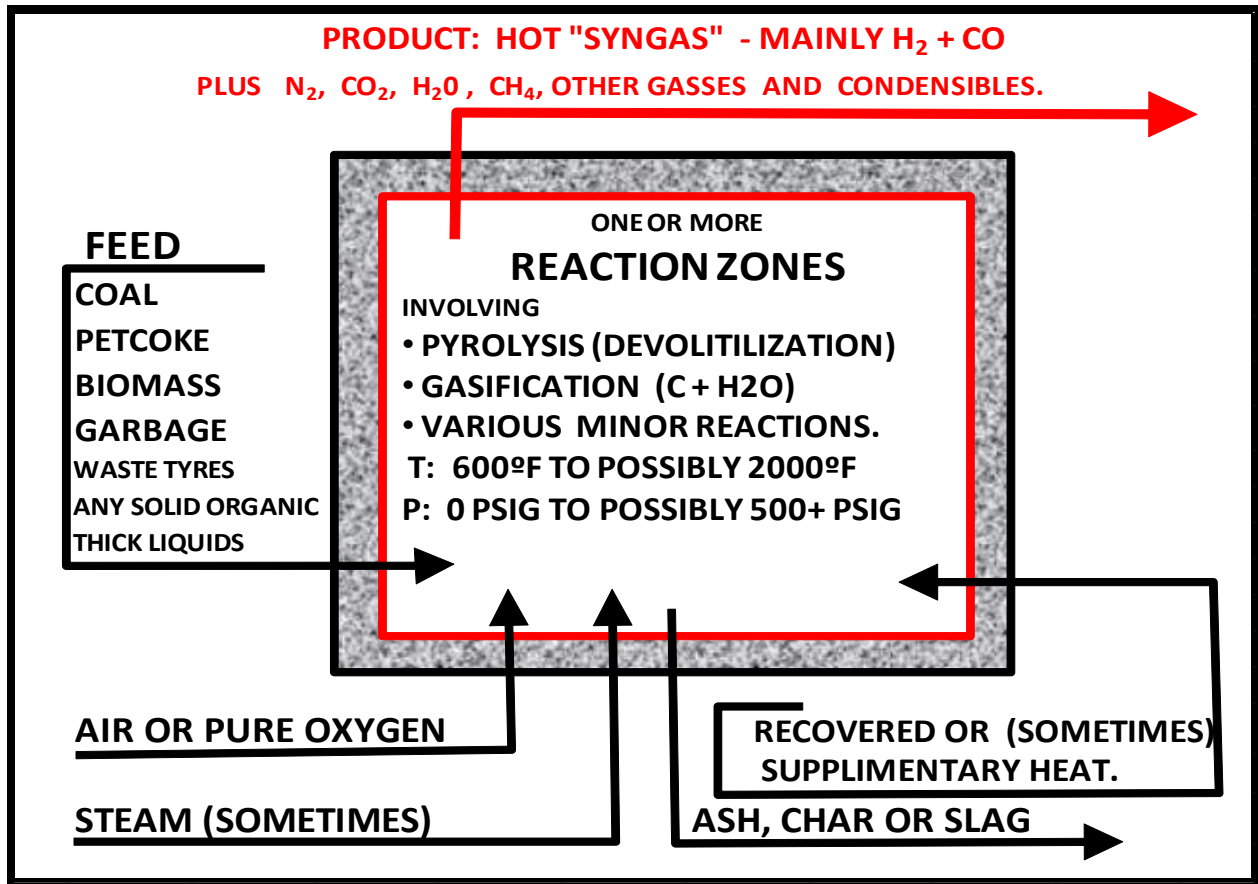 PRODUCT: HOT "SYNGAS" - MAINLY H₂ + CO
PLUS N₂, CO₂, H₂0 , CH₄, OTHER GASSES AND CONDENSIBLES.
FEED
COAL
PETCOKE
BIOMASS
GARBAGE
WASTE TYRES
ANY SOLID ORGANIC
THICK LIQUIDS
ONE OR MORE
REACTION ZONES
INVOLVING
• PYROLYSIS (DEVOLITILIZATION)
• GASIFICATION (C + H2O)
• VARIOUS MINOR REACTIONS.
T: 600ºF TO POSSIBLY 2000ºF
P: 0 PSIG TO POSSIBLY 500+ PSIG
AIR OR PURE OXYGEN
STEAM (SOMETIMES)
RECOVERED OR (SOMETIMES)
SUPPLIMENTARY HEAT.
ASH, CHAR OR SLAG